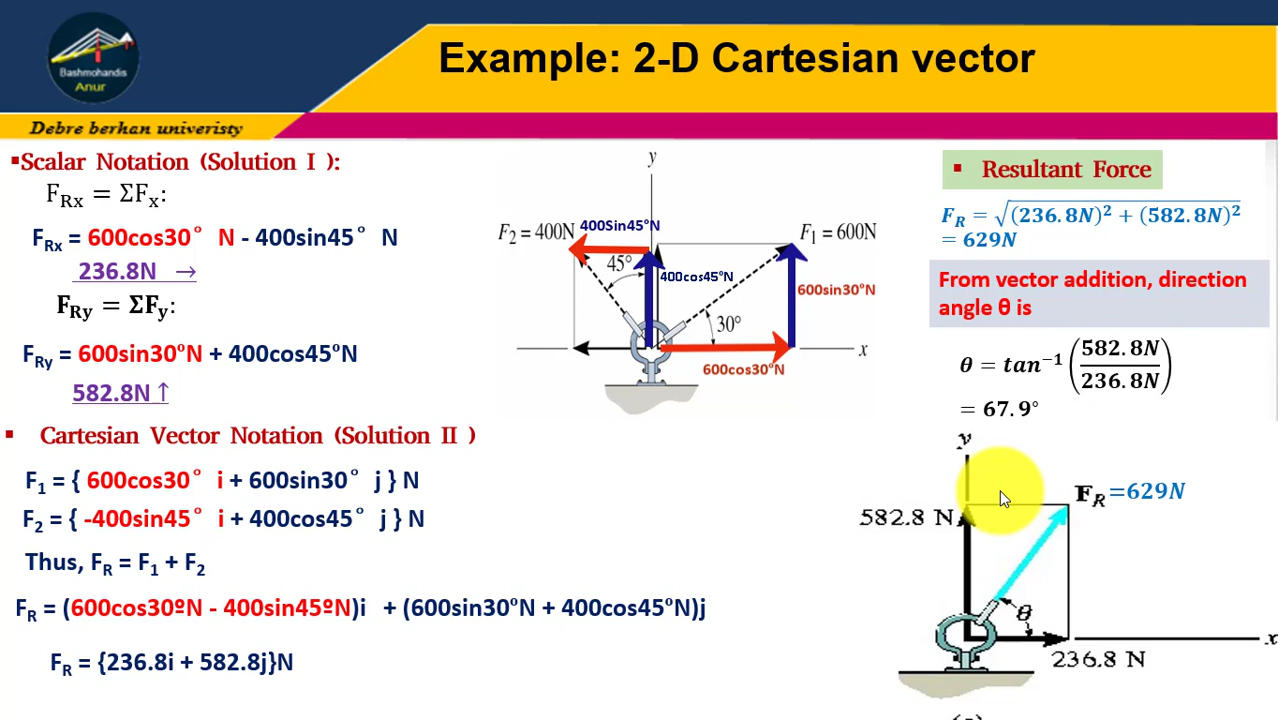 Bashmohandis
Anur
Example: 2-D Cartesian vector
Debre berhan univeristy
▪Scalar Notation (Solution I ):
F_Rx = ΣF_x:
F_Rx = 600cos30° N - 400sin45° N
236.8N →
F_Ry = ΣF_y:
F_Ry = 600sin30ºN + 400cos45ºN
582.8N ↑
▪ Cartesian Vector Notation (Solution II )
F_1 = { 600cos30° i + 600sin30° j } N
F_2 = { -400sin45° i + 400cos45° j } N
Thus, F_R = F_1 + F_2
F_R = (600cos30ºN - 400sin45ºN)i + (600sin30ºN + 400cos45ºN)j
F_R = {236.8i + 582.8j}N
y
F_2 = 400N
400Sin45°N
F_1 = 600N
45°
400cos45°N
600sin30°N
30°
x
600cos30°N
▪ Resultant Force
F_R = √(236.8N)² + (582.8N)²
= 629N
From vector addition, direction
angle θ is
θ = tan⁻¹ (582.8N / 236.8N)
= 67.9°
y
F_R =629N
582.8 N
θ
x
236.8 N